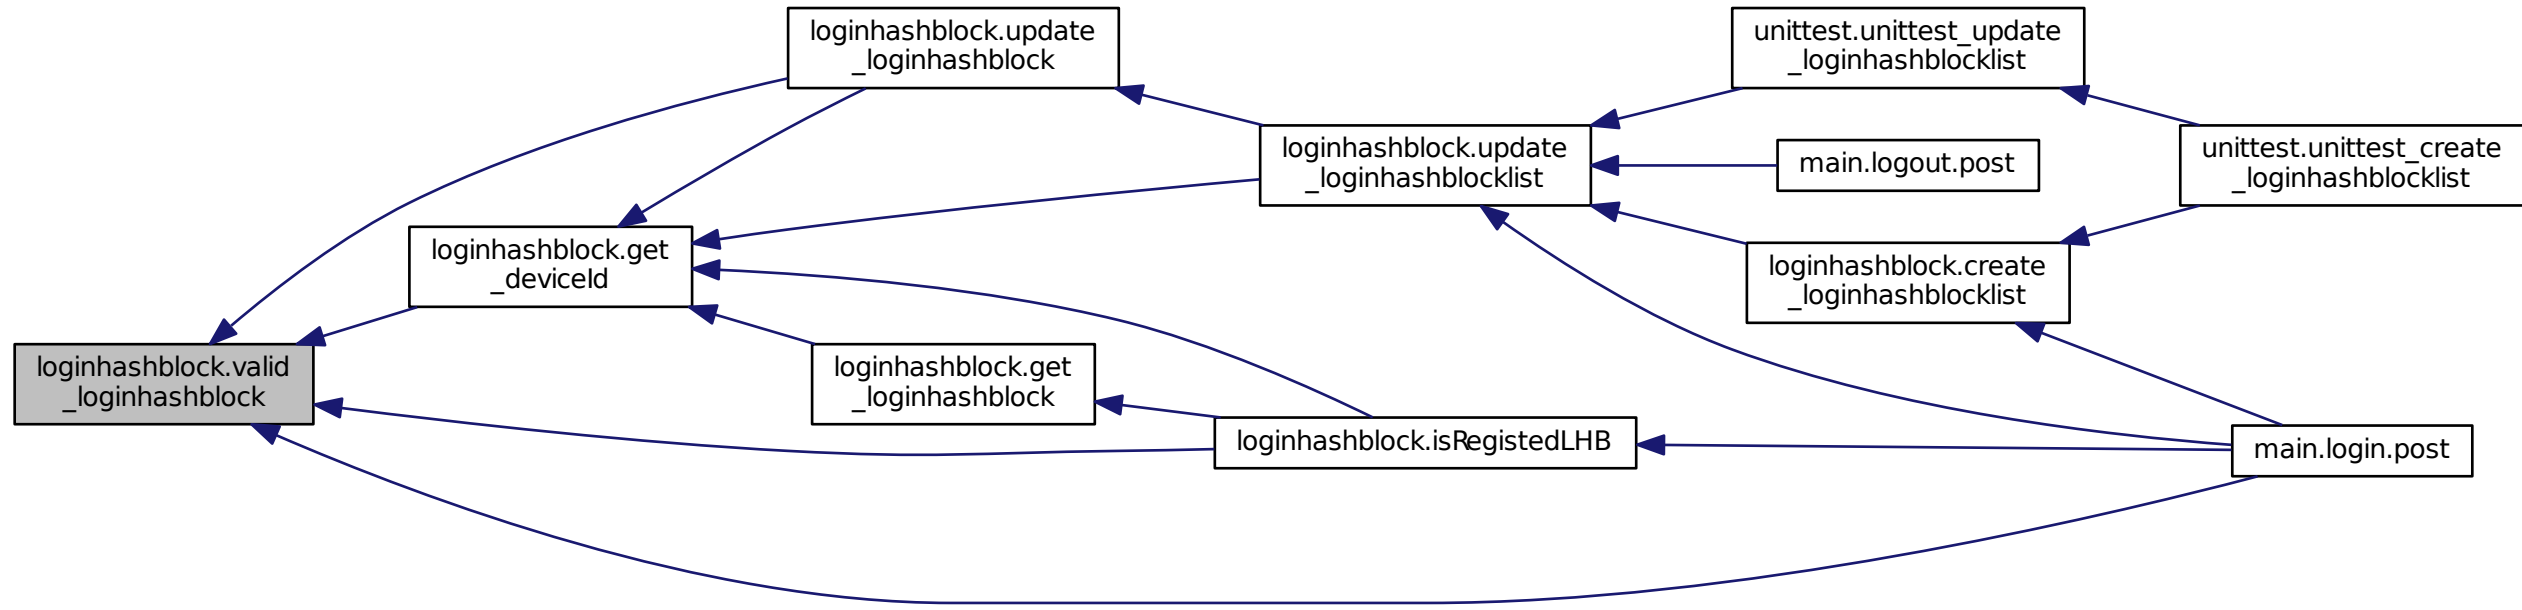 loginhashblock.update
_loginhashblock
unittest.unittest_update
_loginhashblocklist
loginhashblock.update
_loginhashblocklist
main.logout.post
unittest.unittest_create
_loginhashblocklist
loginhashblock.get
_deviceId
loginhashblock.create
_loginhashblocklist
loginhashblock.valid
_loginhashblock
loginhashblock.get
_loginhashblock
loginhashblock.isRegistedLHB
main.login.post